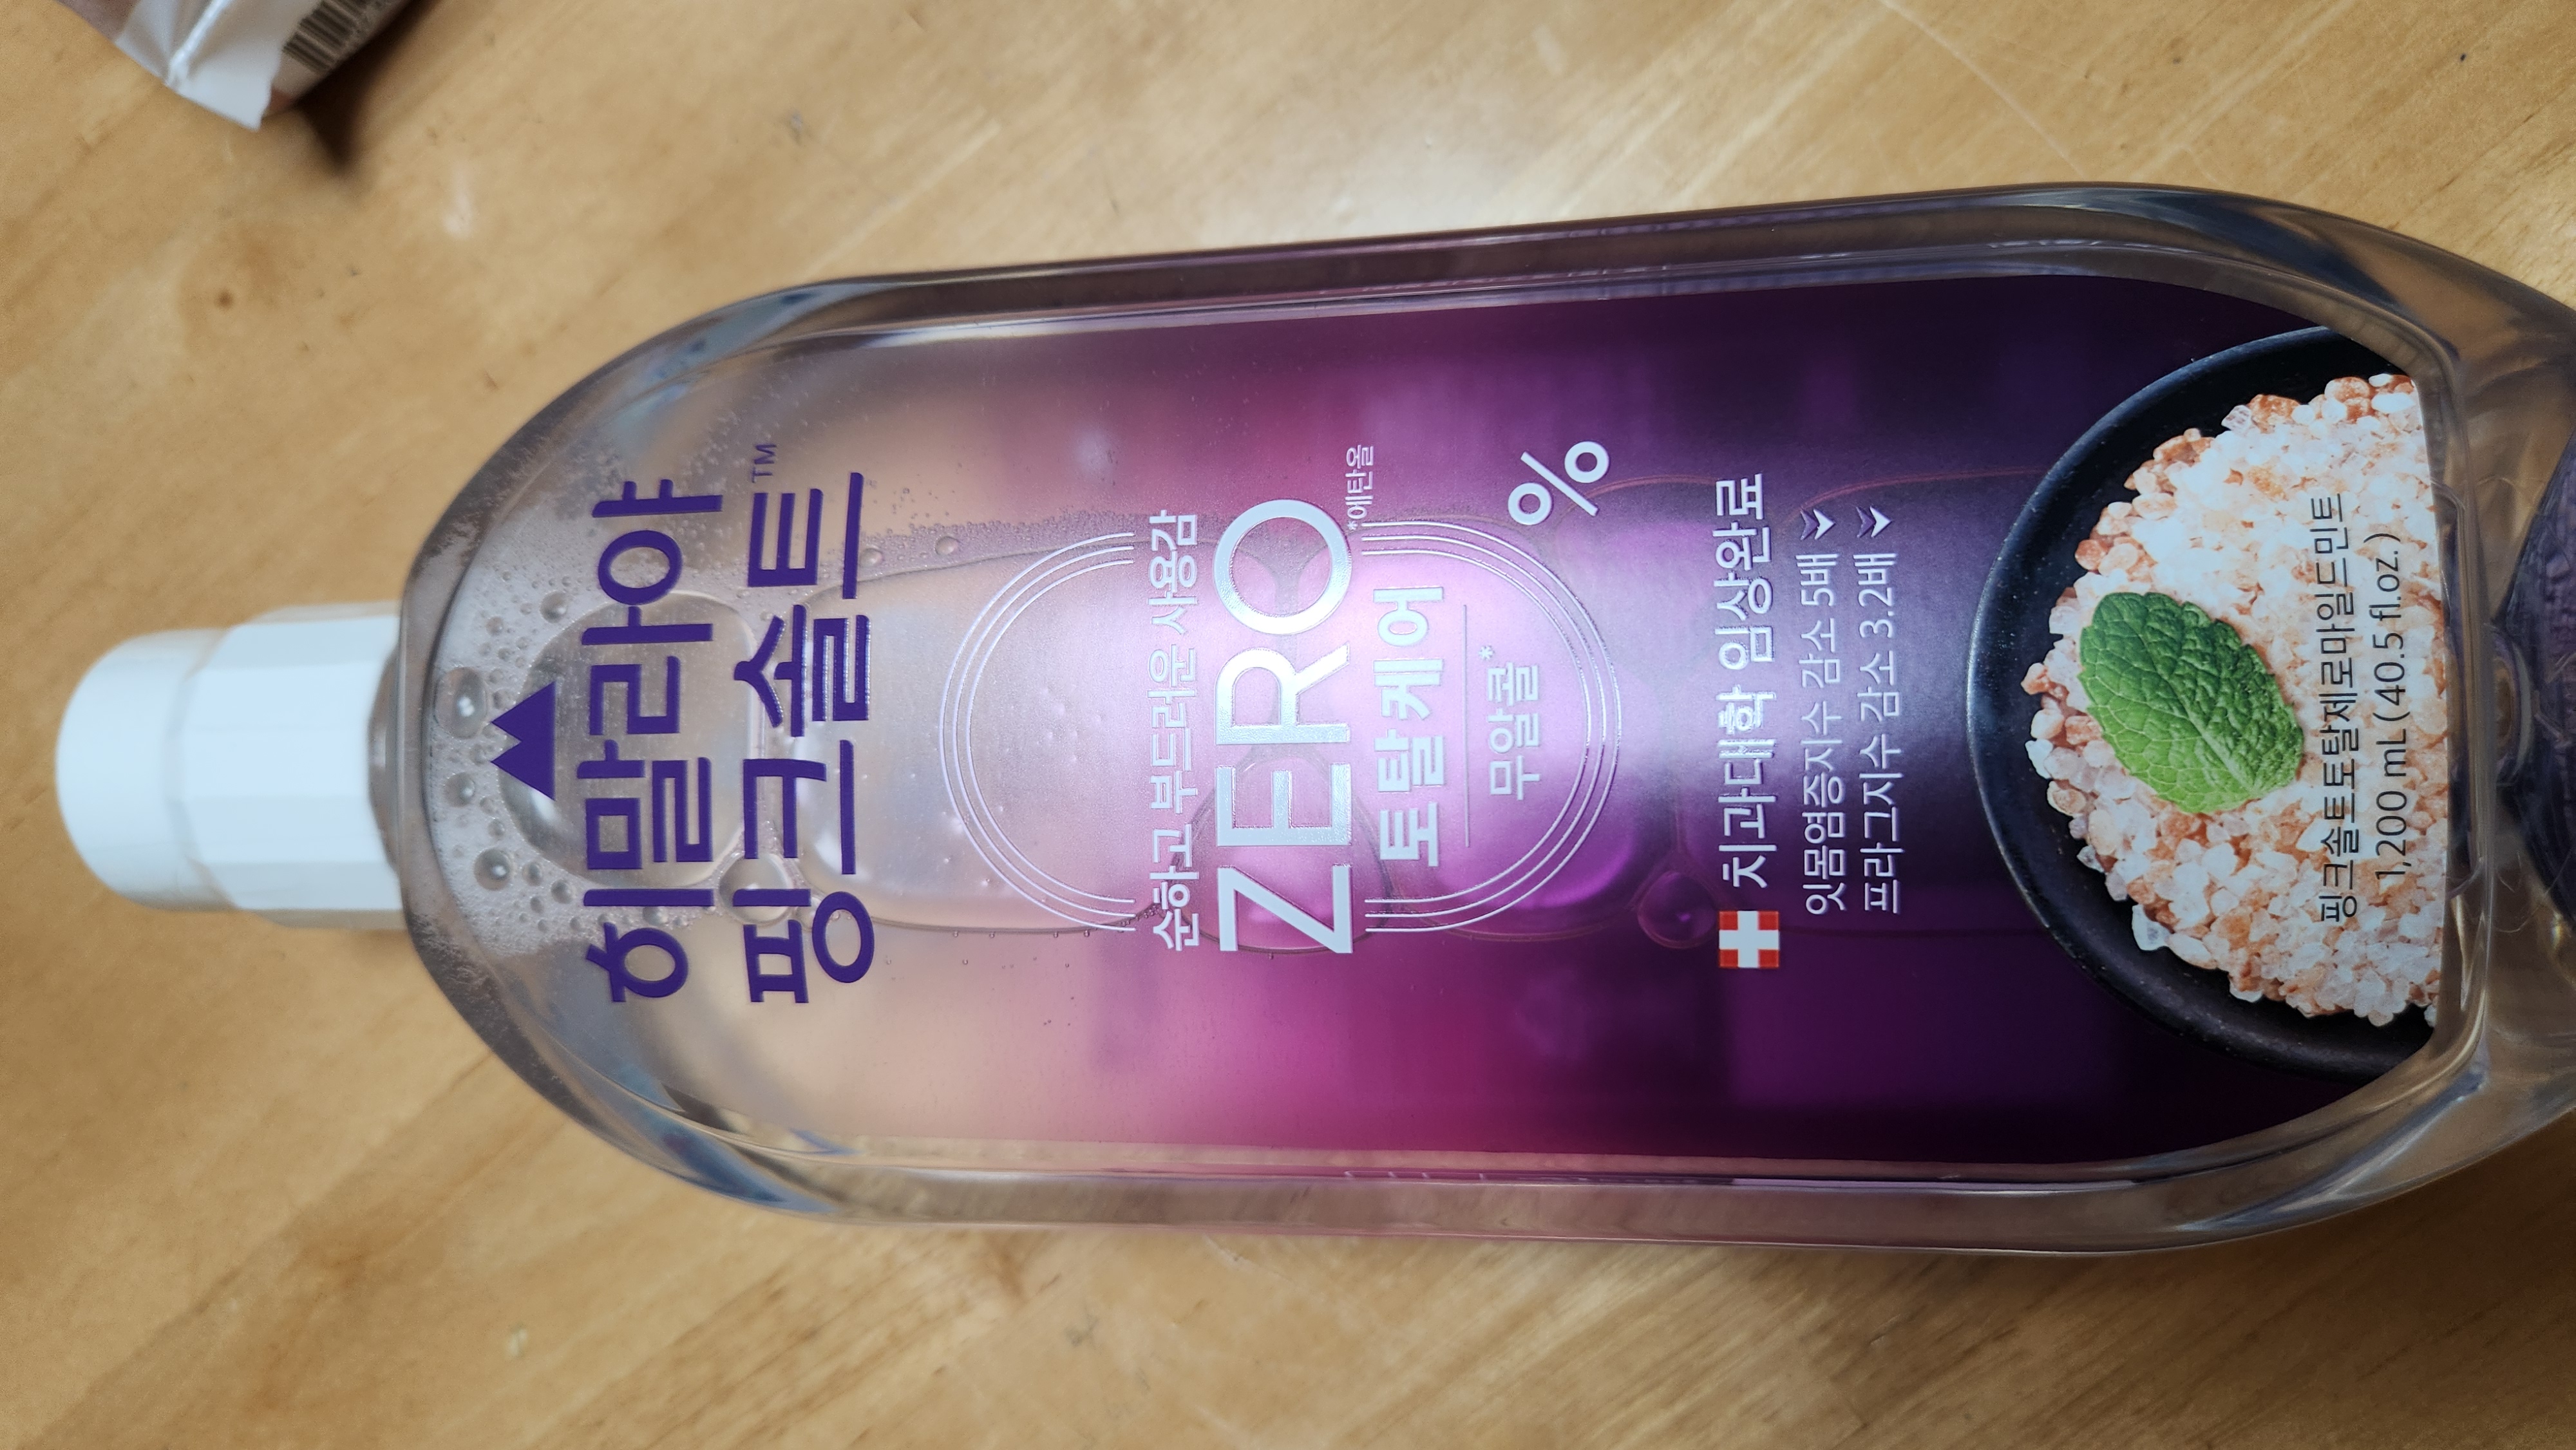 히말라야
핑크솔트™
순하고 부드러운 사용감
ZERO
*에탄올
토탈케어
%
무알콜*
치과대학 임상완료
잇몸염증지수 감소 5배
프라그지수 감소 3.2배
핑크솔트토탈제로마일드민트
1,200 mL (40.5 fl.oz.)